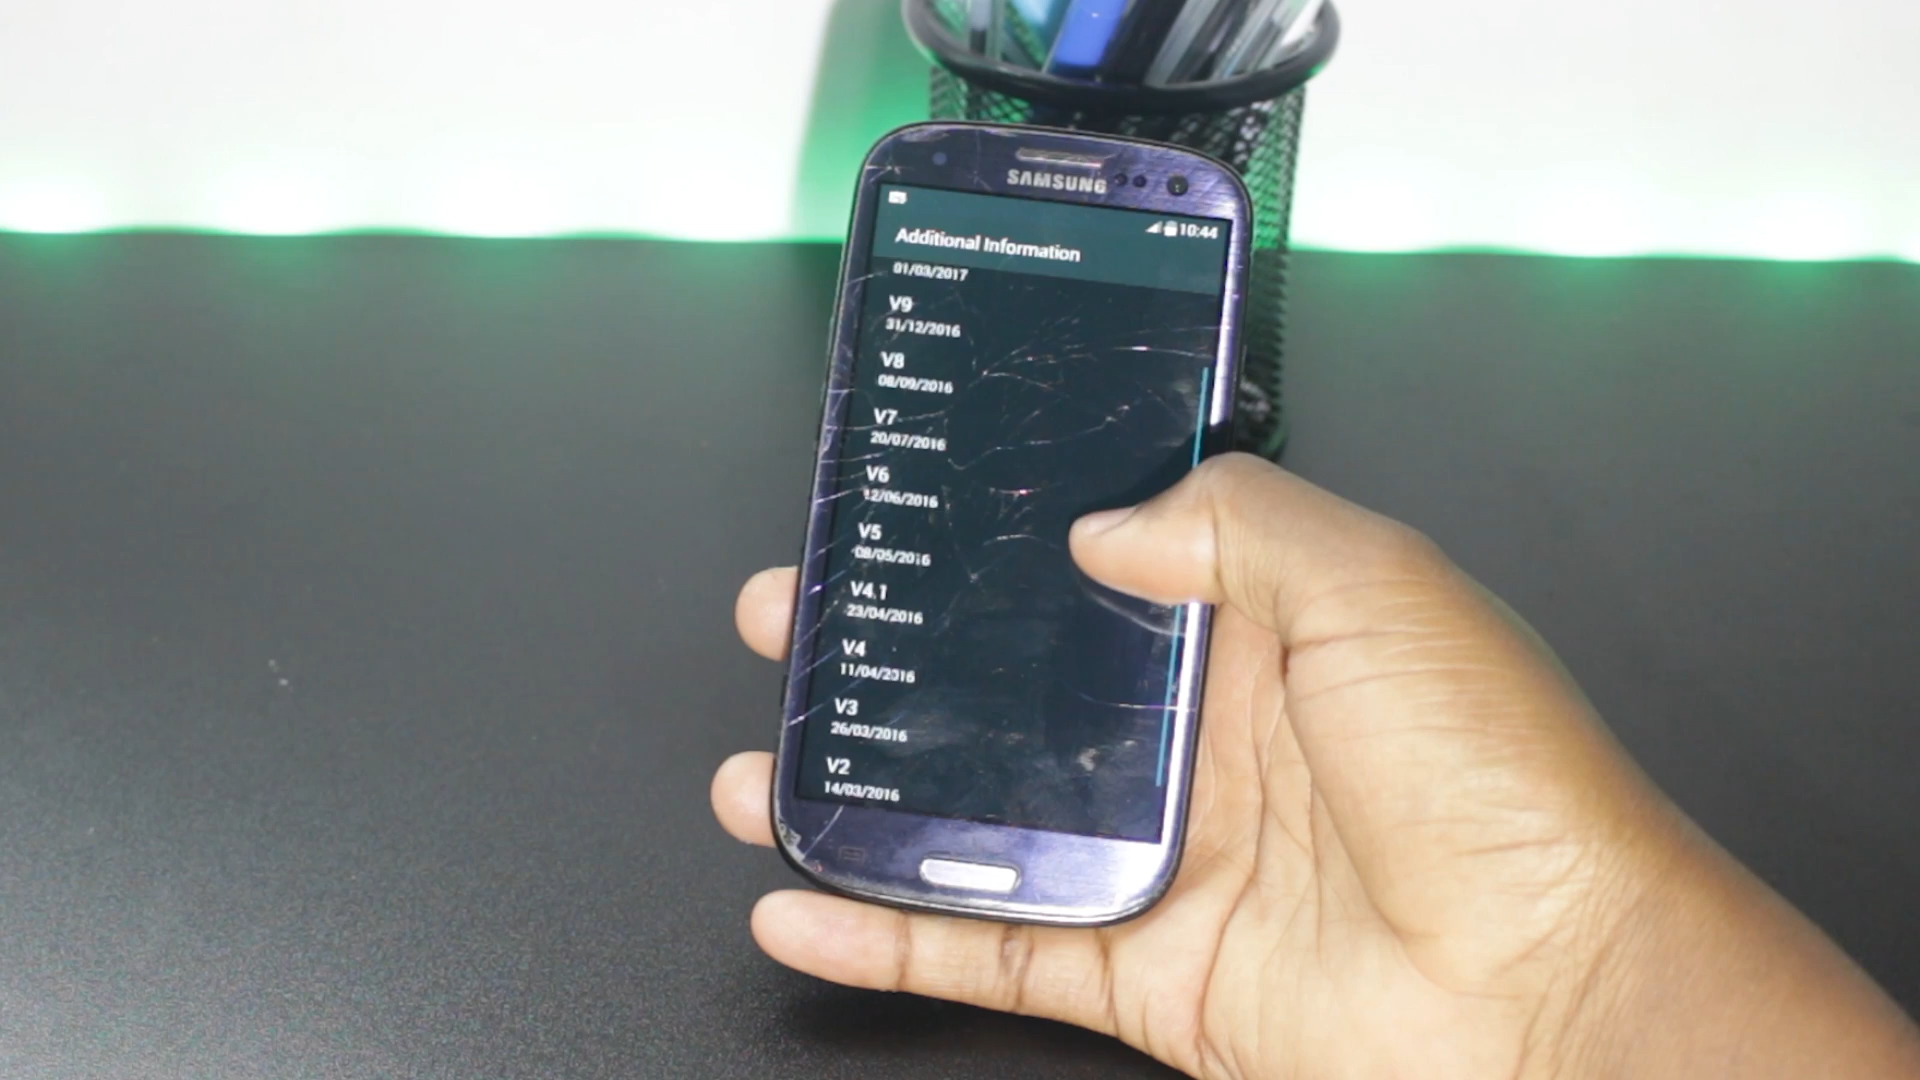 SAMSUNG
10:44
Additional Information
01/03/2017
V9
31/12/2016
V8
08/09/2016
V7
20/07/2016
V6
12/06/2016
V5
08/05/2016
V4.1
23/04/2016
V4
11/04/2016
V3
26/03/2016
V2
14/03/2016